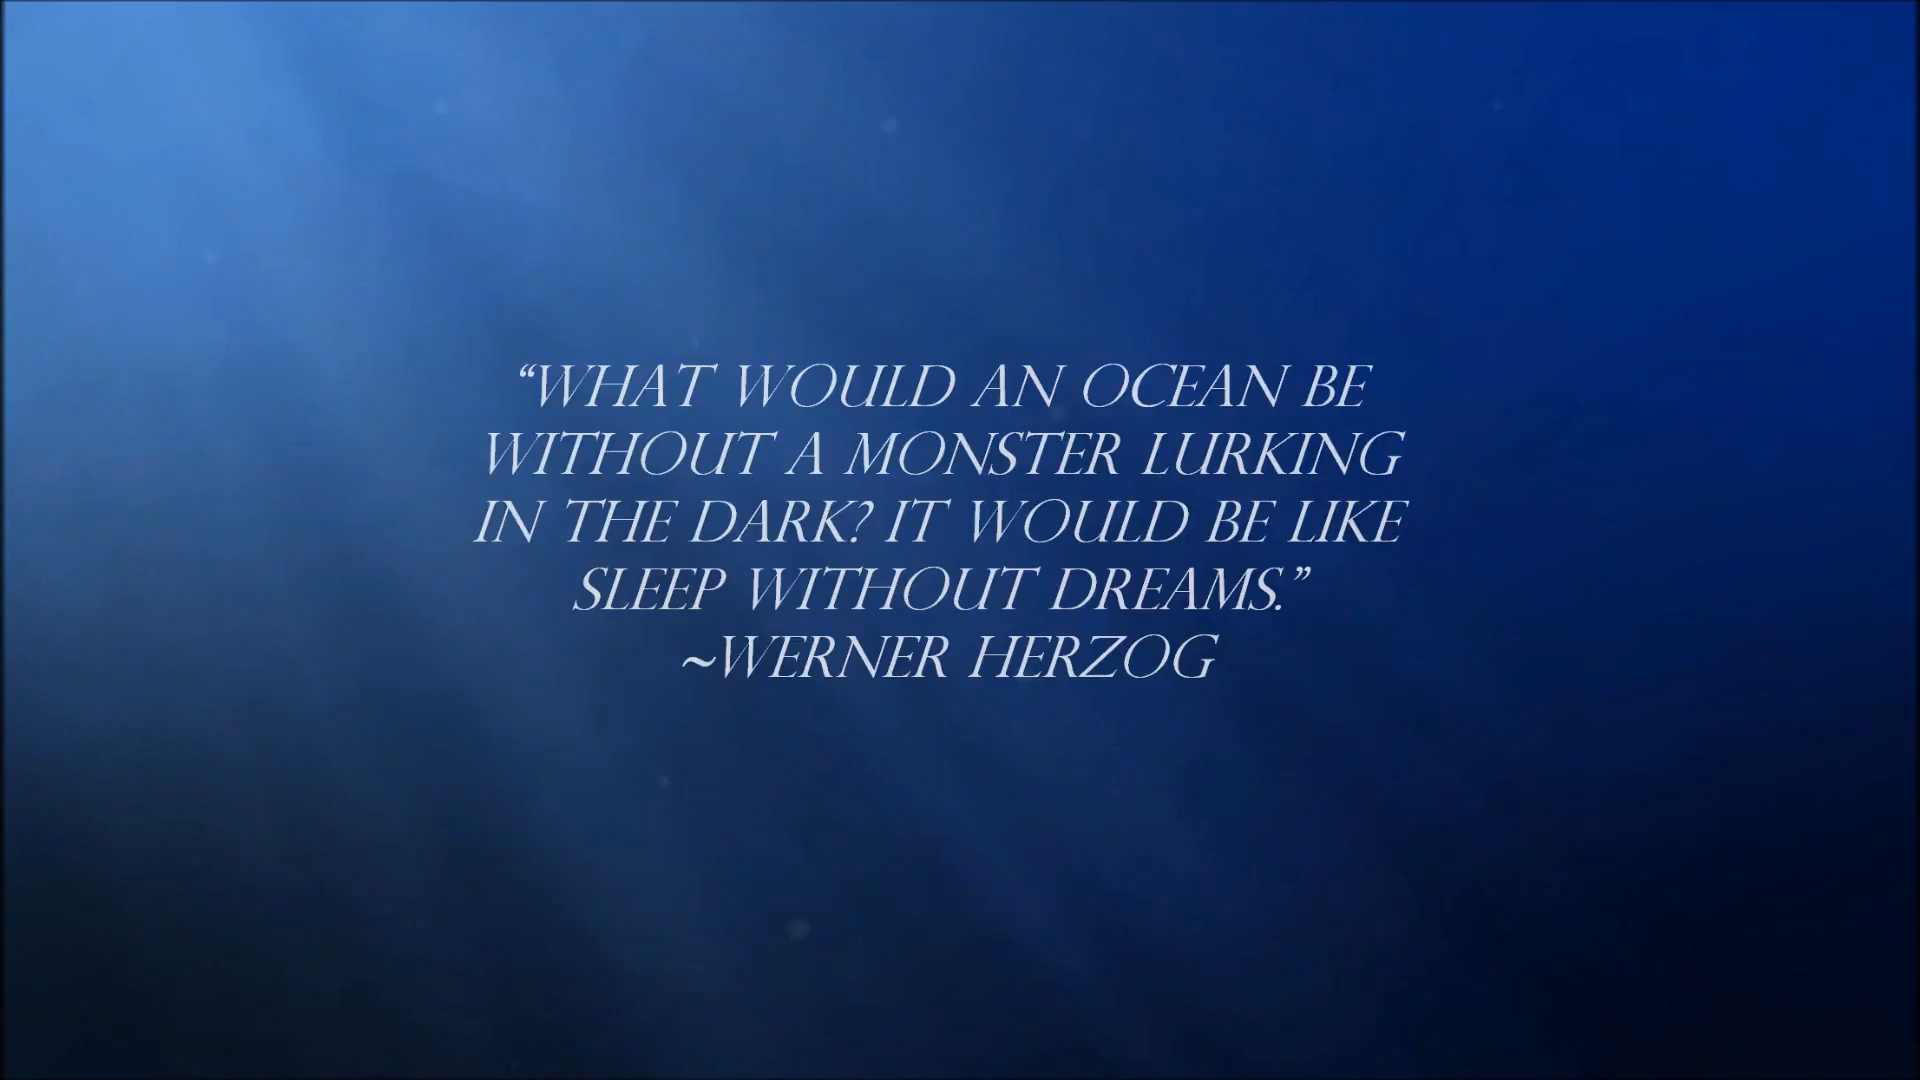 “WHAT WOULD AN OCEAN BE
WITHOUT A MONSTER LURKING
IN THE DARK? IT WOULD BE LIKE
SLEEP WITHOUT DREAMS.”
~WERNER HERZOG